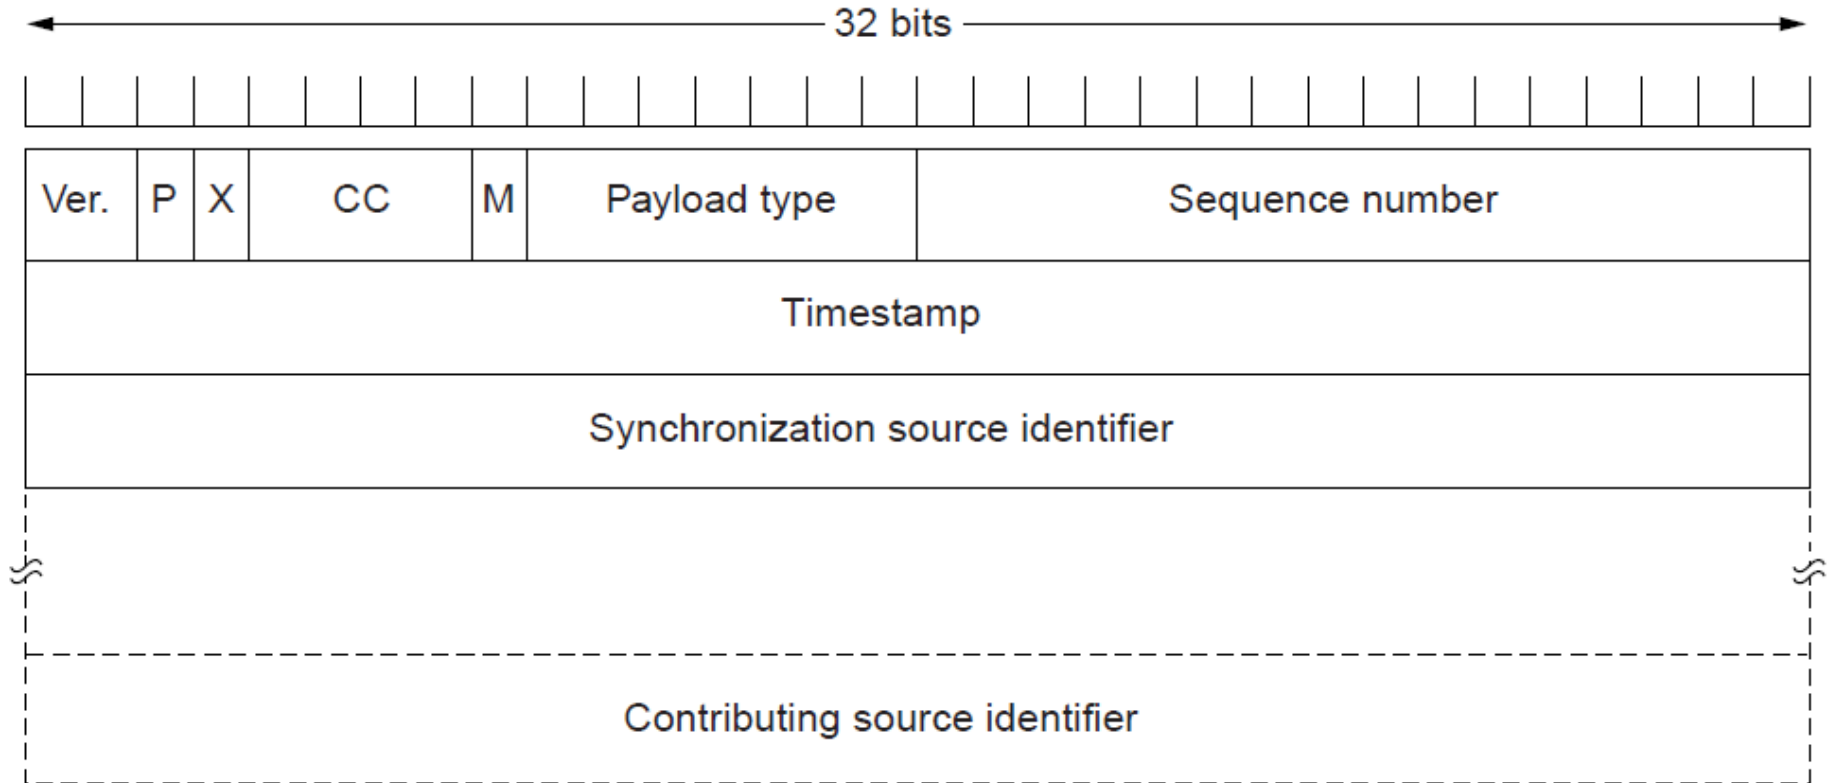 32 bits
Ver. P X CC M Payload type Sequence number
Timestamp
Synchronization source identifier
Contributing source identifier